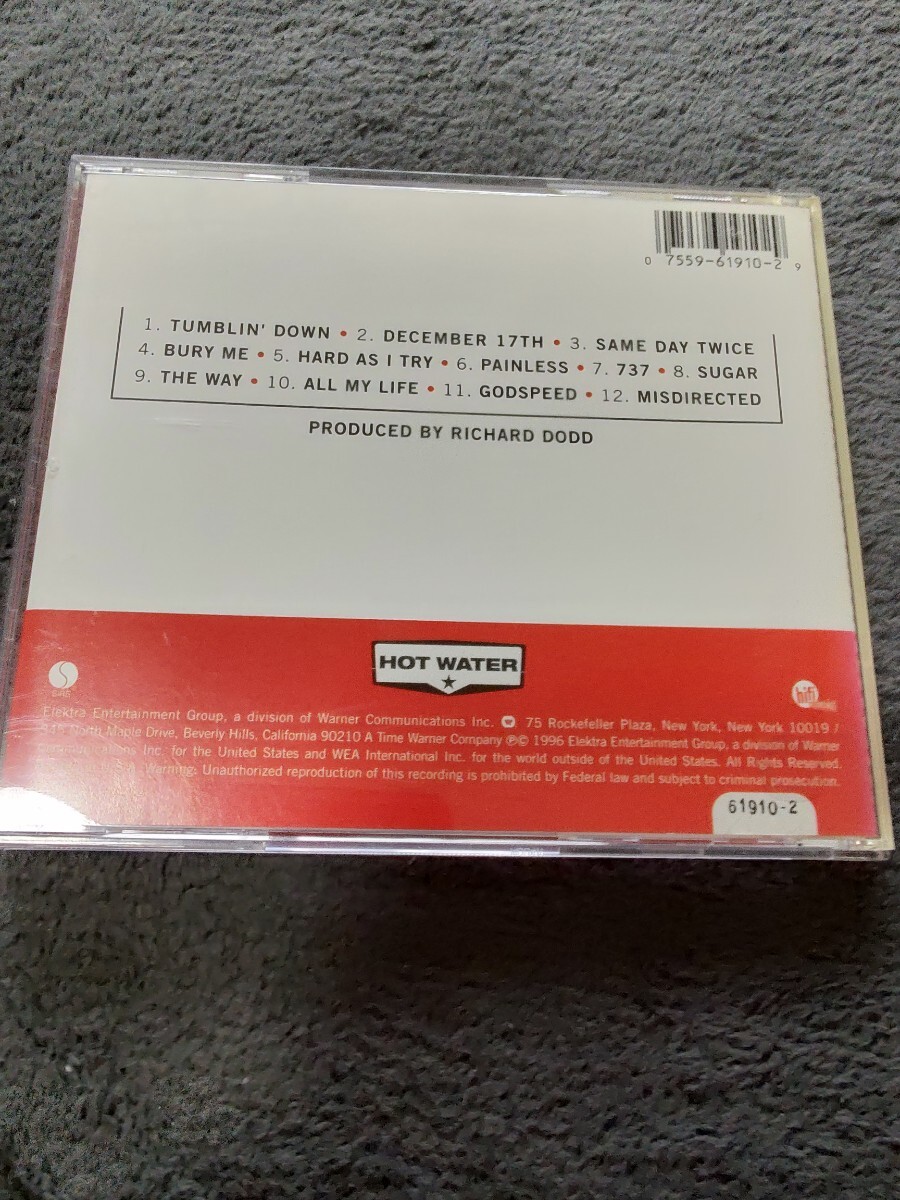 0 7559-61910-2 9
1. TUMBLIN' DOWN • 2. DECEMBER 17TH • 3. SAME DAY TWICE
4. BURY ME • 5. HARD AS I TRY • 6. PAINLESS • 7. 737 • 8. SUGAR
9. THE WAY • 10. ALL MY LIFE • 11. GODSPEED • 12. MISDIRECTED
PRODUCED BY RICHARD DODD
HOT WATER
hifi
Elektra Entertainment Group, a division of Warner Communications Inc. 75 Rockefeller Plaza, New York, New York 10019 /
North Maple Drive, Beverly Hills, California 90210 A Time Warner Company ℗© 1996 Elektra Entertainment Group, a division of Warner
Communications Inc. for the United States and WEA International Inc. for the world outside of the United States. All Rights Reserved.
Warning: Unauthorized reproduction of this recording is prohibited by Federal law and subject to criminal prosecution.
61910-2